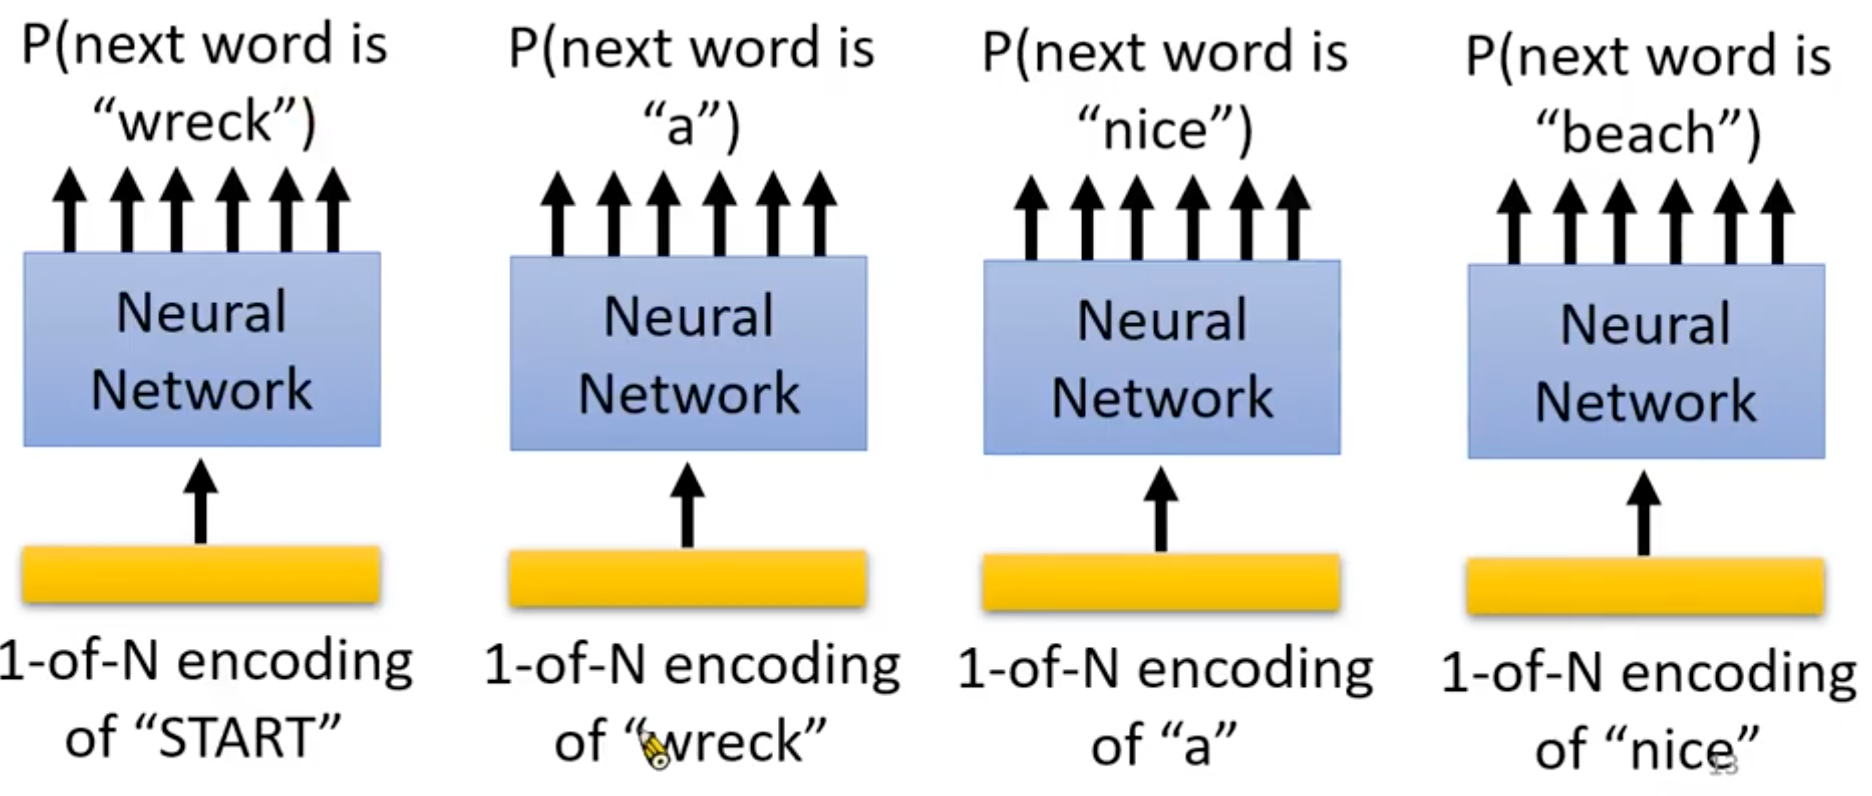 P(next word is
“wreck”)
P(next word is
“a”)
P(next word is
“nice”)
P(next word is
“beach”)
Neural
Network
Neural
Network
Neural
Network
Neural
Network
1-of-N encoding
of “START”
1-of-N encoding
of “wreck”
1-of-N encoding
of “a”
1-of-N encoding
of “nice”
13